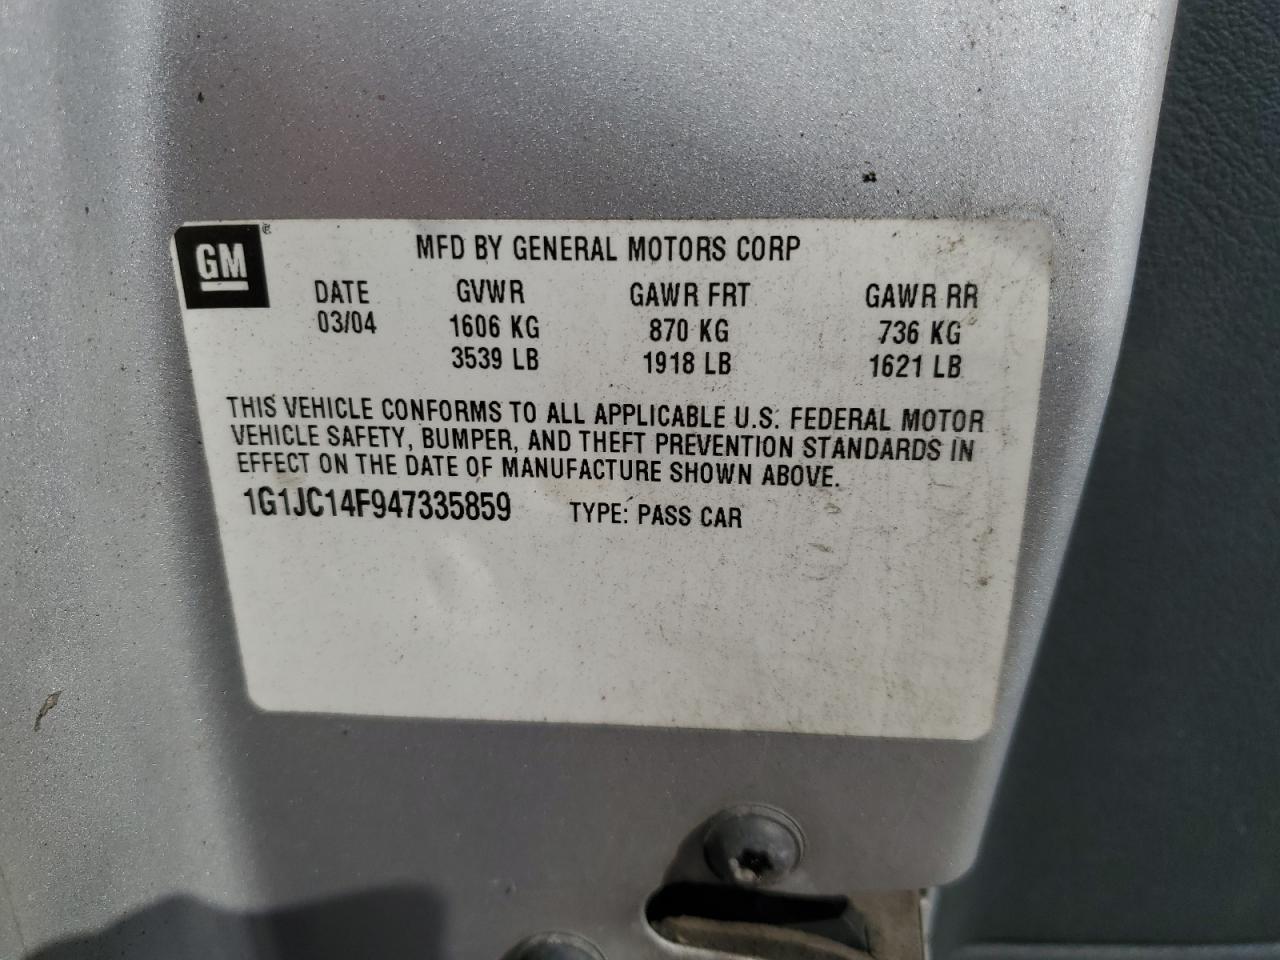 GM ®
MFD BY GENERAL MOTORS CORP
DATE GVWR GAWR FRT GAWR RR
03/04 1606 KG 870 KG 736 KG
3539 LB 1918 LB 1621 LB
THIS VEHICLE CONFORMS TO ALL APPLICABLE U.S. FEDERAL MOTOR
VEHICLE SAFETY, BUMPER, AND THEFT PREVENTION STANDARDS IN
EFFECT ON THE DATE OF MANUFACTURE SHOWN ABOVE.
1G1JC14F947335859 TYPE: PASS CAR